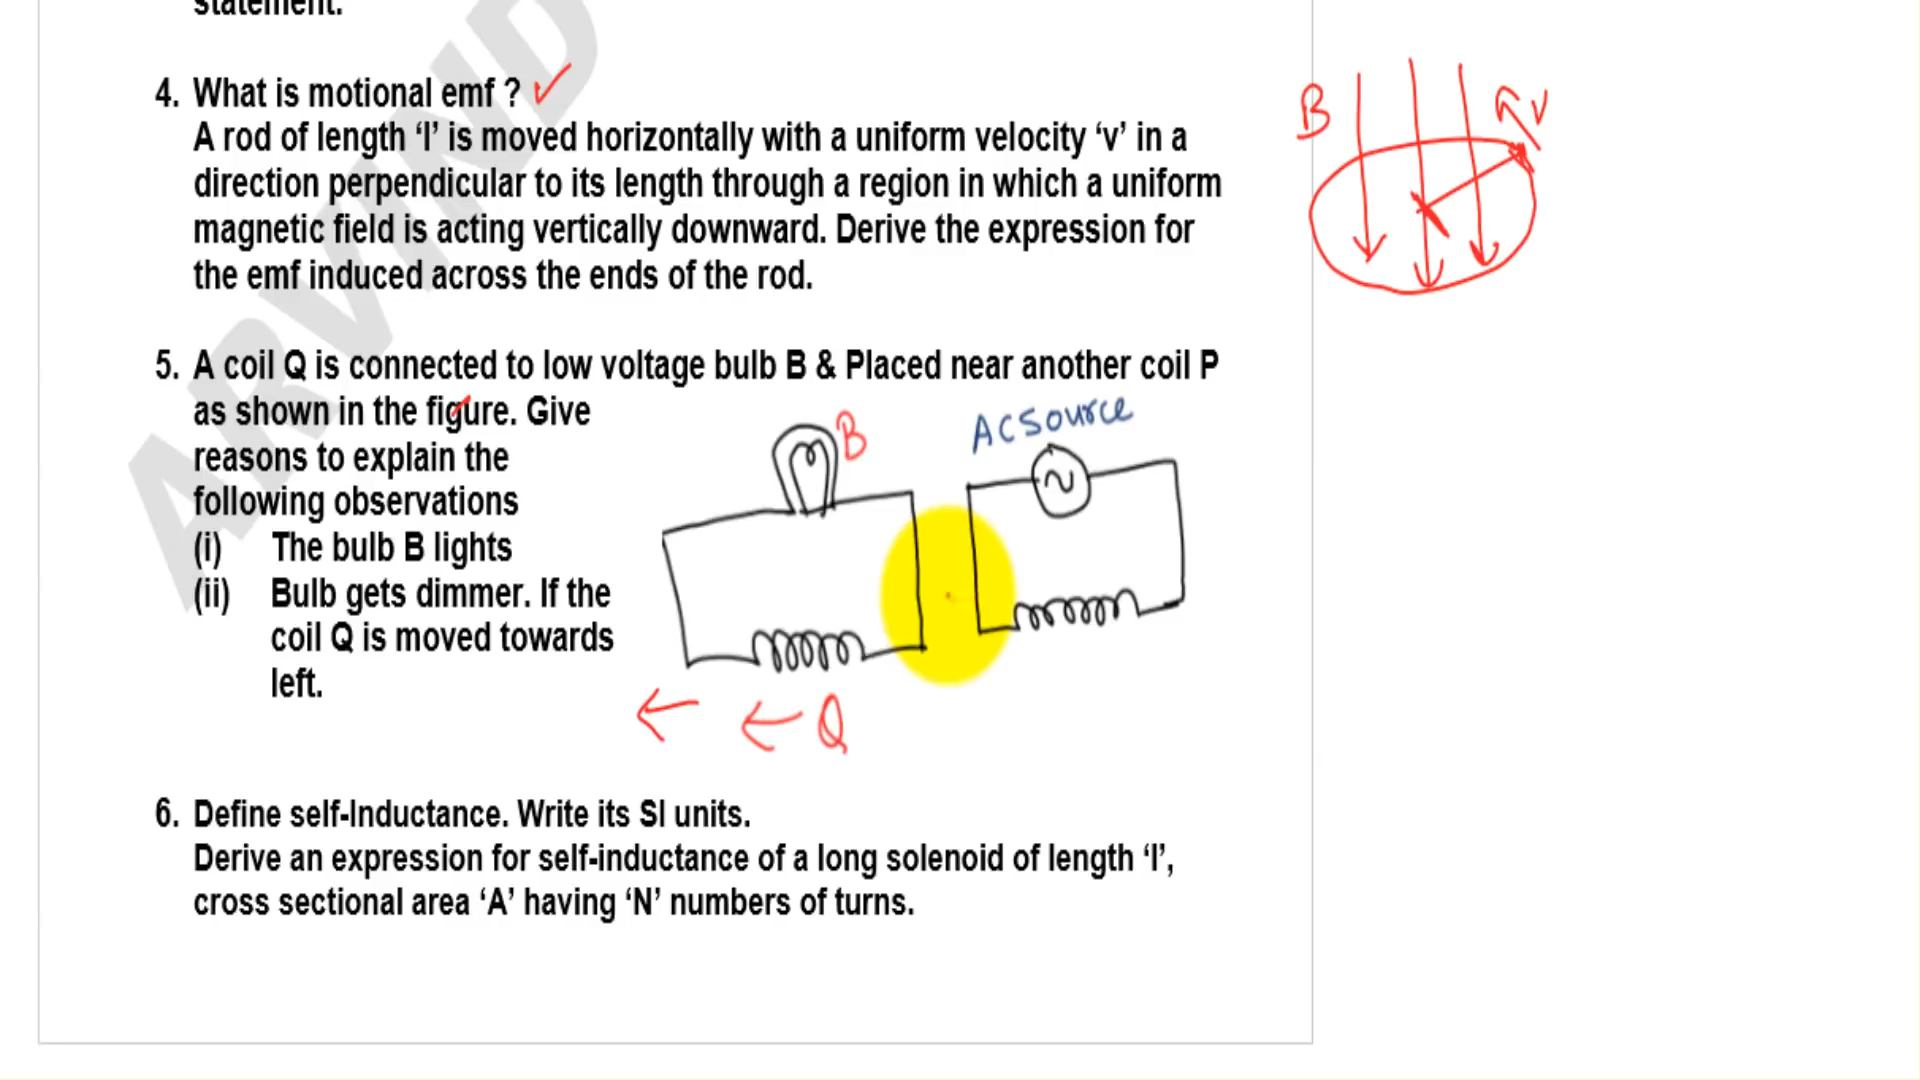 statement.
4. What is motional emf ?
A rod of length ‘l’ is moved horizontally with a uniform velocity ‘v’ in a
direction perpendicular to its length through a region in which a uniform
magnetic field is acting vertically downward. Derive the expression for
the emf induced across the ends of the rod.
B
v
5. A coil Q is connected to low voltage bulb B & Placed near another coil P
as shown in the figure. Give
reasons to explain the
following observations
(i) The bulb B lights
(ii) Bulb gets dimmer. If the
coil Q is moved towards
left.
B
AC Source
Q
6. Define self-Inductance. Write its SI units.
Derive an expression for self-inductance of a long solenoid of length ‘l’,
cross sectional area ‘A’ having ‘N’ numbers of turns.
ARVIND